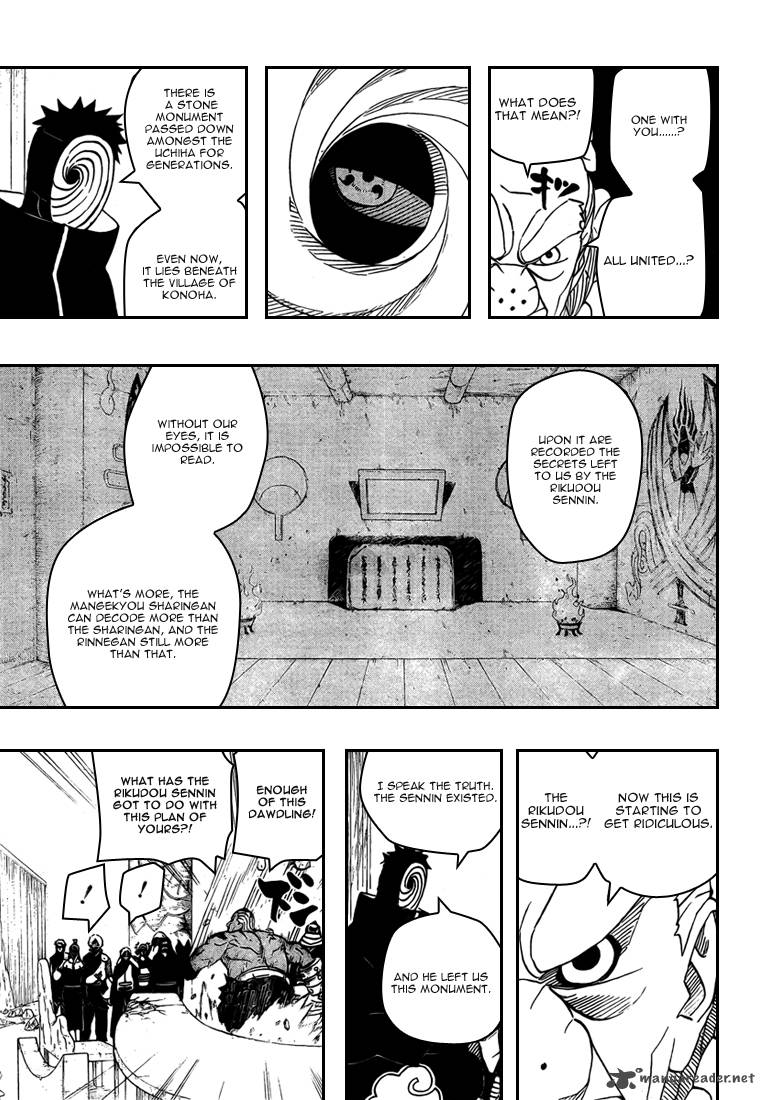 ONE WITH
YOU......?
ALL UNITED...?
WHAT DOES
THAT MEAN?!
キッ
THERE IS
A STONE
MONUMENT
PASSED DOWN
AMONGST THE
UCHIHA FOR
GENERATIONS.
EVEN NOW,
IT LIES BENEATH
THE VILLAGE OF
KONOHA.
UPON IT ARE
RECORDED THE
SECRETS LEFT
TO US BY THE
RIKUDOU
SENNIN.
WITHOUT OUR
EYES, IT IS
IMPOSSIBLE TO
READ.
WHAT'S MORE, THE
MANGEKYOU SHARINGAN
CAN DECODE MORE THAN
THE SHARINGAN, AND THE
RINNEGAN STILL MORE
THAN THAT.
NOW THIS IS
STARTING TO
GET RIDICULOUS.
THE
RIKUDOU
SENNIN...?!
I SPEAK THE TRUTH.
THE SENNIN EXISTED.
AND HE LEFT US
THIS MONUMENT.
ENOUGH
OF THIS
DAWDLING!
WHAT HAS THE
RIKUDOU SENNIN
GOT TO DO WITH
THIS PLAN OF
YOURS?!
ドン
!
!
mangareader.net